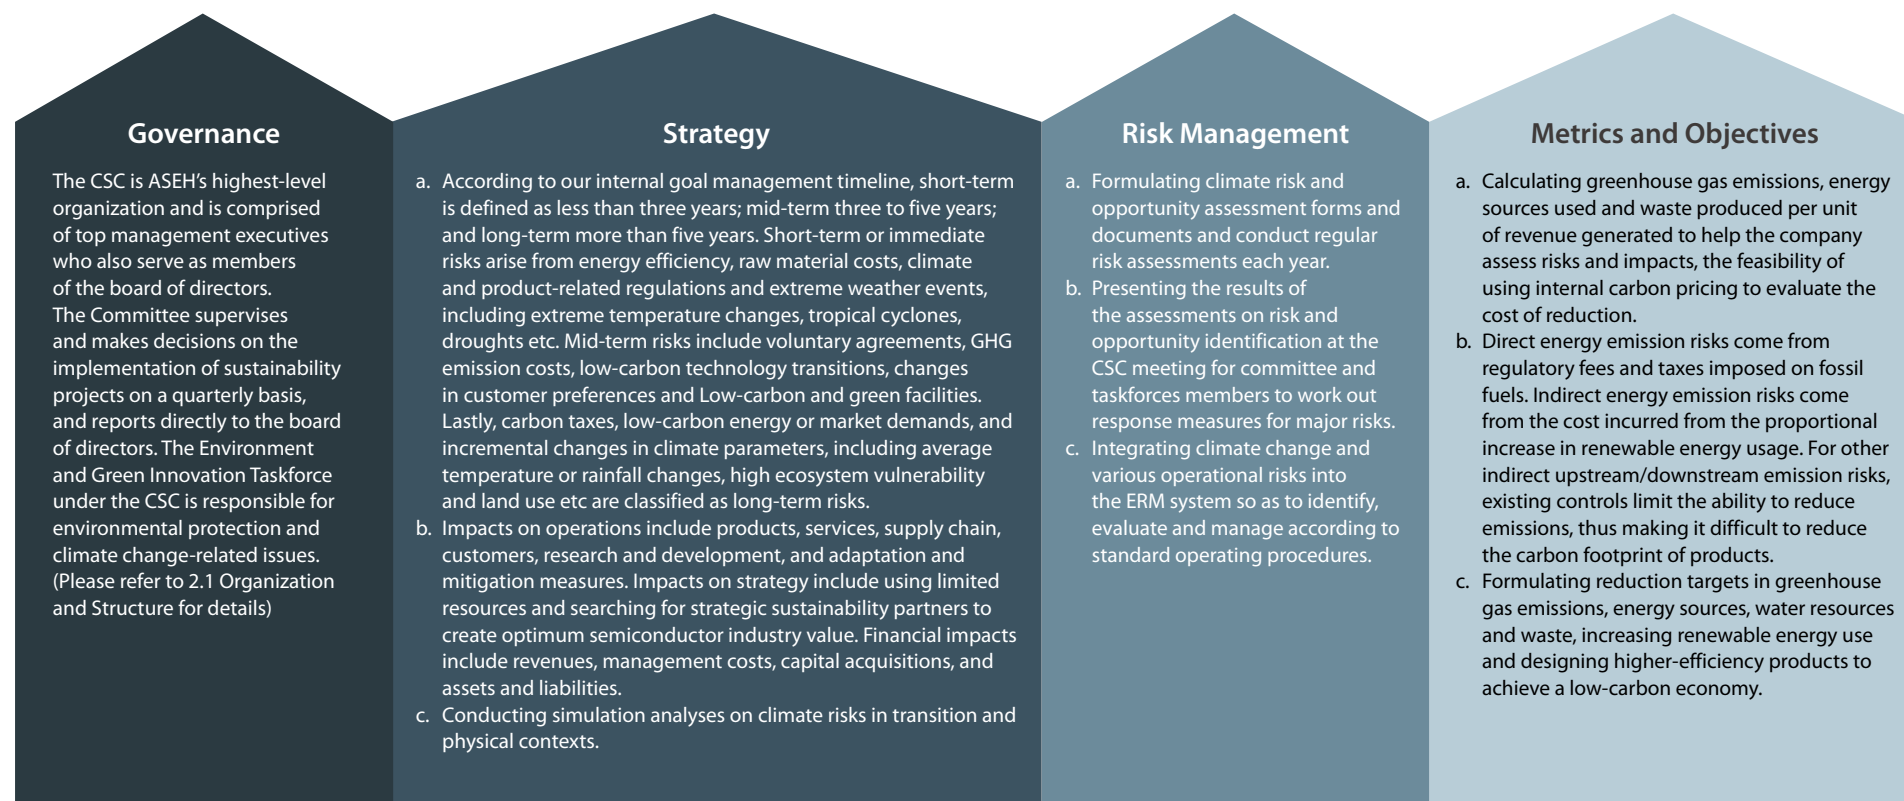 Governance
The CSC is ASEH’s highest-level
organization and is comprised
of top management executives
who also serve as members
of the board of directors.
The Committee supervises
and makes decisions on the
implementation of sustainability
projects on a quarterly basis,
and reports directly to the board
of directors. The Environment
and Green Innovation Taskforce
under the CSC is responsible for
environmental protection and
climate change-related issues.
(Please refer to 2.1 Organization
and Structure for details)
Strategy
a. According to our internal goal management timeline, short-term
is defined as less than three years; mid-term three to five years;
and long-term more than five years. Short-term or immediate
risks arise from energy efficiency, raw material costs, climate
and product-related regulations and extreme weather events,
including extreme temperature changes, tropical cyclones,
droughts etc. Mid-term risks include voluntary agreements, GHG
emission costs, low-carbon technology transitions, changes
in customer preferences and Low-carbon and green facilities.
Lastly, carbon taxes, low-carbon energy or market demands, and
incremental changes in climate parameters, including average
temperature or rainfall changes, high ecosystem vulnerability
and land use etc are classified as long-term risks.
b. Impacts on operations include products, services, supply chain,
customers, research and development, and adaptation and
mitigation measures. Impacts on strategy include using limited
resources and searching for strategic sustainability partners to
create optimum semiconductor industry value. Financial impacts
include revenues, management costs, capital acquisitions, and
assets and liabilities.
c. Conducting simulation analyses on climate risks in transition and
physical contexts.
Risk Management
a. Formulating climate risk and
opportunity assessment forms and
documents and conduct regular
risk assessments each year.
b. Presenting the results of
the assessments on risk and
opportunity identification at the
CSC meeting for committee and
taskforces members to work out
response measures for major risks.
c. Integrating climate change and
various operational risks into
the ERM system so as to identify,
evaluate and manage according to
standard operating procedures.
Metrics and Objectives
a. Calculating greenhouse gas emissions, energy
sources used and waste produced per unit
of revenue generated to help the company
assess risks and impacts, the feasibility of
using internal carbon pricing to evaluate the
cost of reduction.
b. Direct energy emission risks come from
regulatory fees and taxes imposed on fossil
fuels. Indirect energy emission risks come
from the cost incurred from the proportional
increase in renewable energy usage. For other
indirect upstream/downstream emission risks,
existing controls limit the ability to reduce
emissions, thus making it difficult to reduce
the carbon footprint of products.
c. Formulating reduction targets in greenhouse
gas emissions, energy sources, water resources
and waste, increasing renewable energy use
and designing higher-efficiency products to
achieve a low-carbon economy.